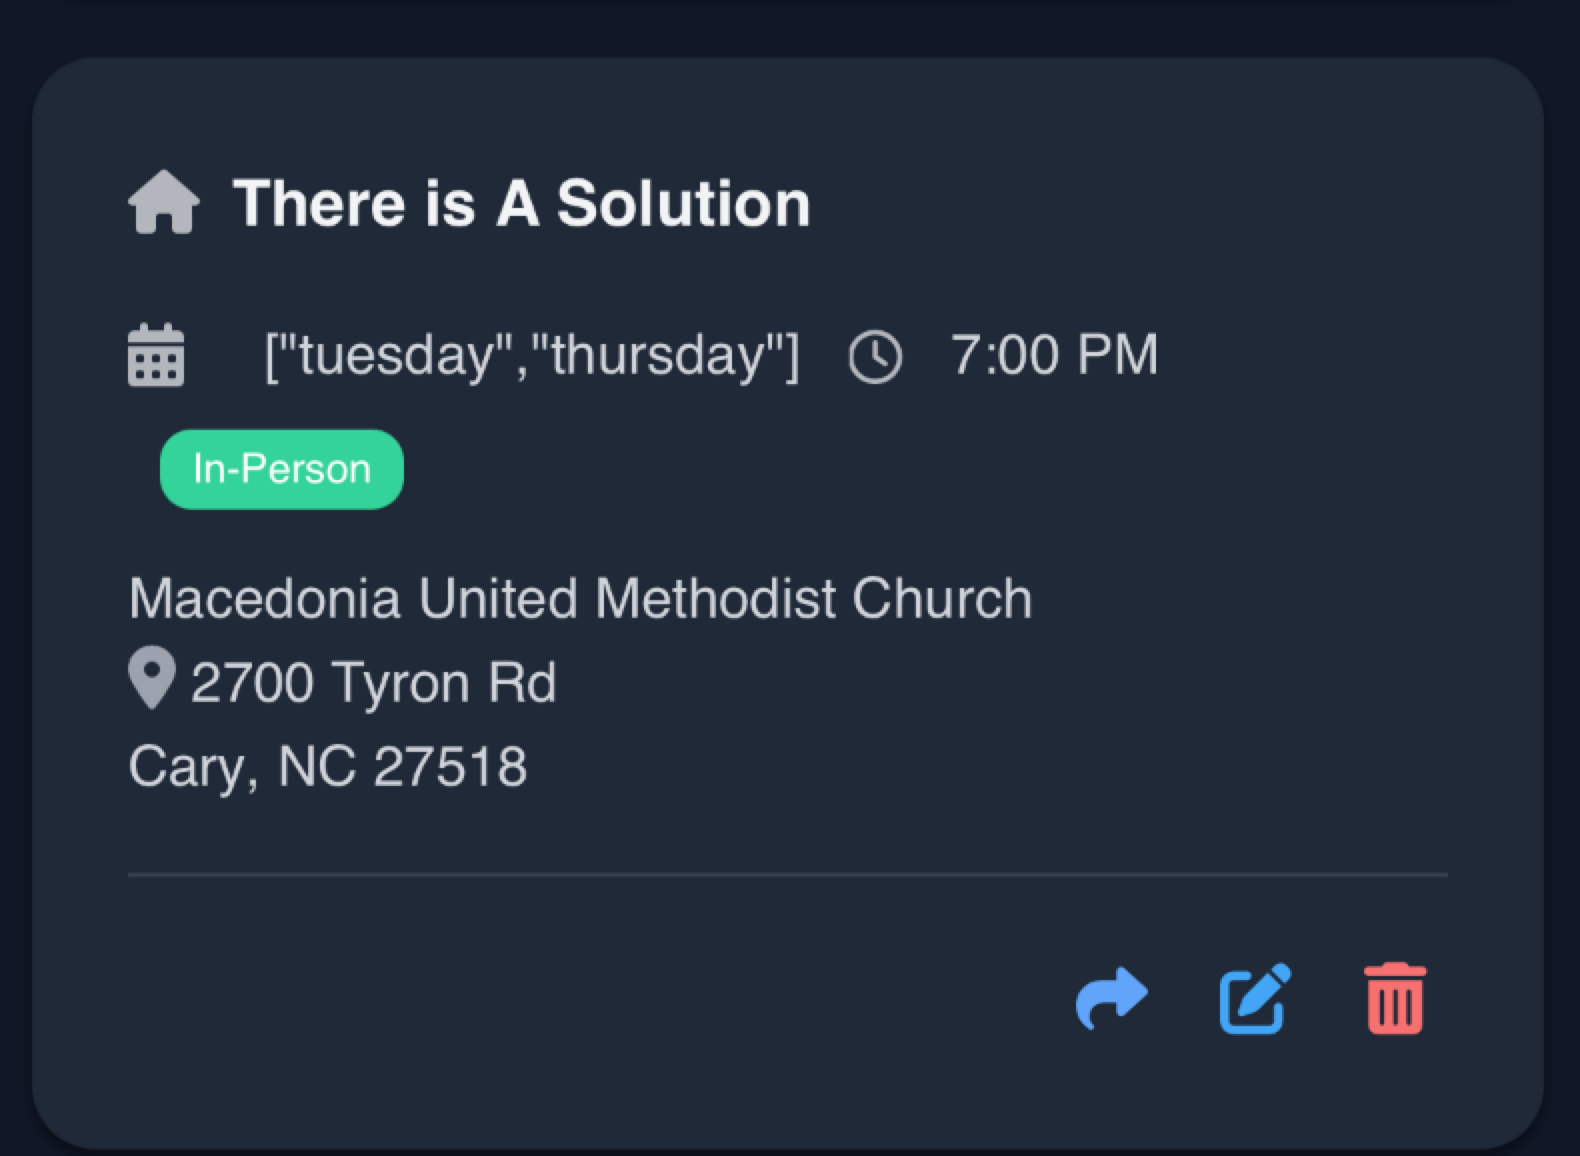 There is A Solution
["tuesday","thursday"] 7:00 PM
In-Person
Macedonia United Methodist Church
2700 Tyron Rd
Cary, NC 27518